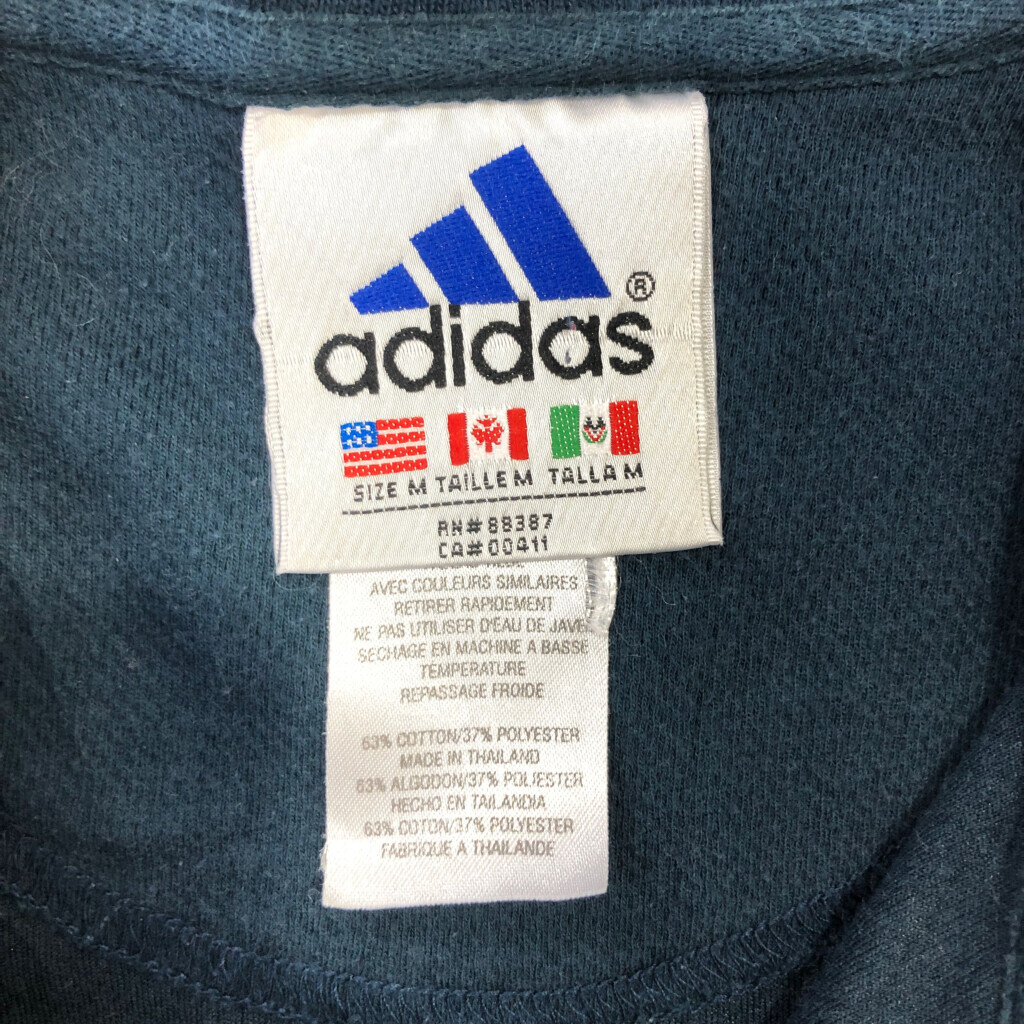 adidas®
SIZE M TAILLE M TALLA M
RN#88387
CA#00411
AVEC COULEURS SIMILAIRES
RETIRER RAPIDEMENT
NE PAS UTILISER D'EAU DE JAVE
SECHAGE EN MACHINE A BASSE
TEMPERATURE
REPASSAGE FROIDE
63% COTTON/37% POLYESTER
MADE IN THAILAND
63% ALGODON/37% POLIESTER
HECHO EN TAILANDIA
63% COTON/37% POLYESTER
FABRIQUE A THAILANDE